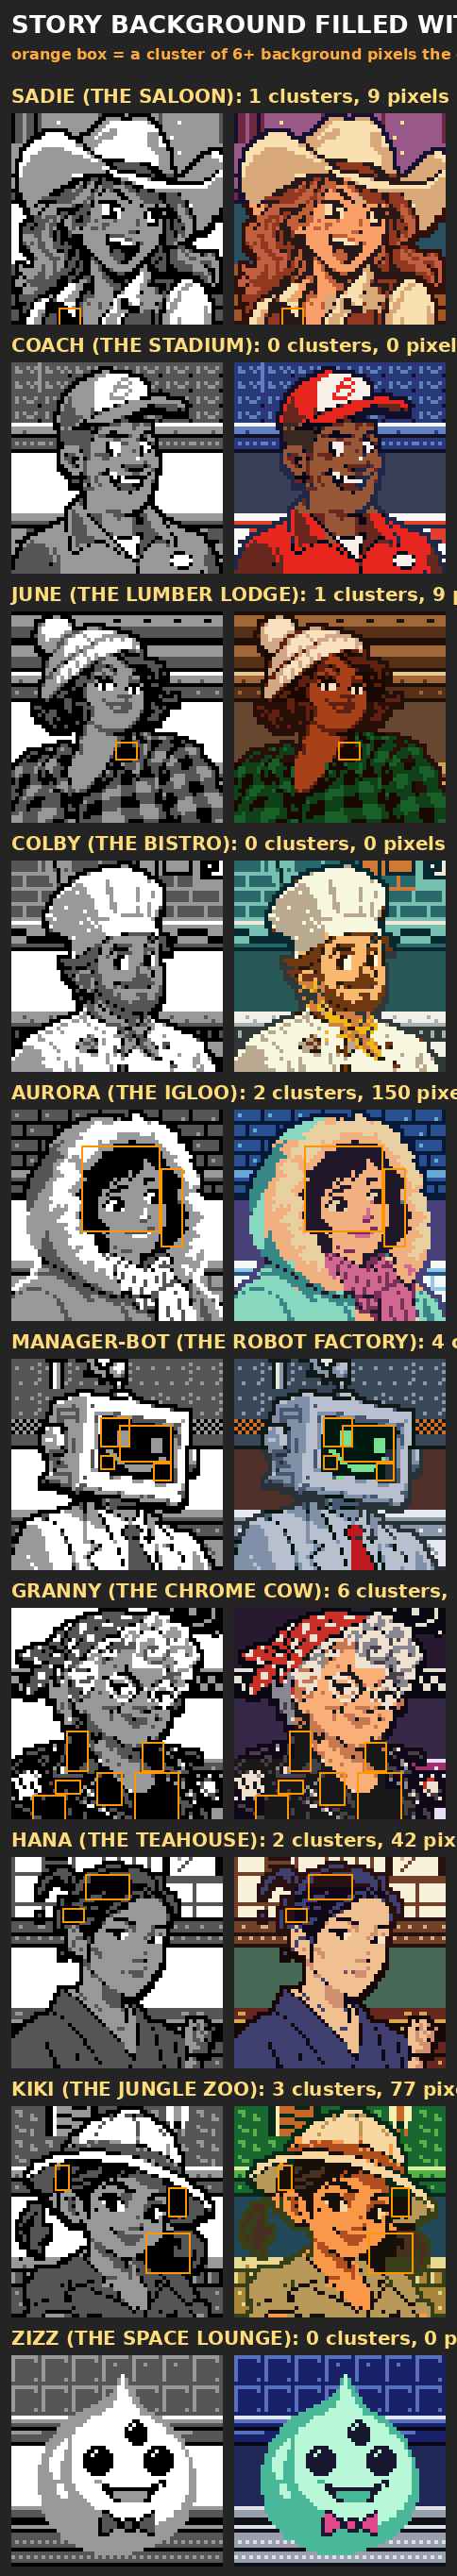 STORY BACKGROUND FILLED WI
orange box = a cluster of 6+ background pixels the
SADIE (THE SALOON): 1 clusters, 9 pixels
COACH (THE STADIUM): 0 clusters, 0 pixel
JUNE (THE LUMBER LODGE): 1 clusters, 9
COLBY (THE BISTRO): 0 clusters, 0 pixels
AURORA (THE IGLOO): 2 clusters, 150 pixe
MANAGER-BOT (THE ROBOT FACTORY): 4
GRANNY (THE CHROME COW): 6 clusters,
HANA (THE TEAHOUSE): 2 clusters, 42 pix
KIKI (THE JUNGLE ZOO): 3 clusters, 77 pix
ZIZZ (THE SPACE LOUNGE): 0 clusters, 0 p